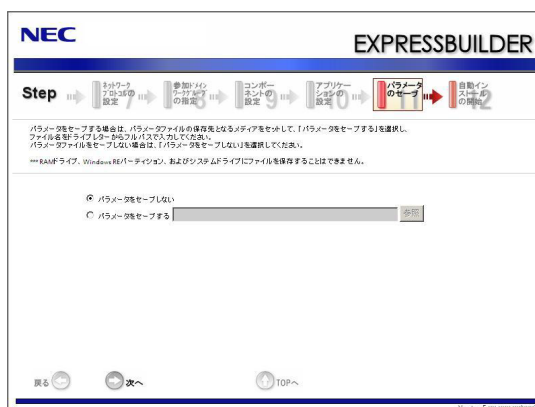 NEC
EXPRESSBUILDER
Step
ネットワーク
プロトコルの
設定 7
参加ドメイン
ワークグループ
の指定 8
コンポー
ネントの
設定 9
アプリケー
ションの
設定 10
パラメータ
のセーブ 11
自動イン
ストール
の開始 12
パラメータをセーブする場合は、パラメータファイルの保存先となるメディアをセットして、「パラメータをセーブする」を選択し、
ファイル名をドライブレターからフルパスで入力してください。
パラメータファイルをセーブしない場合は、「パラメータをセーブしない」を選択してください。
RAMドライブ、Windows REパーティション、およびシステムドライブにファイルを保存することはできません。
パラメータをセーブしない
パラメータをセーブする
参照
戻る
次へ
TOPへ